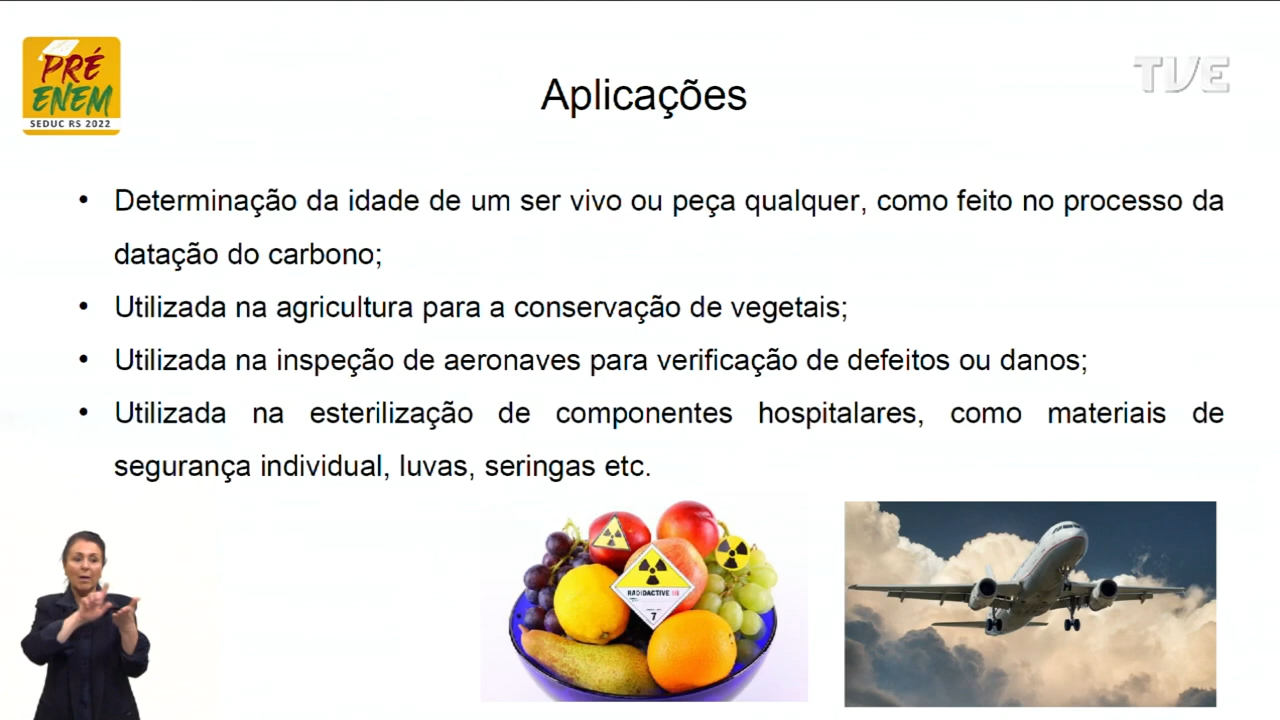 PRÉ
ENEM
SEDUC RS 2022
TVE
Aplicações
• Determinação da idade de um ser vivo ou peça qualquer, como feito no processo da
datação do carbono;
• Utilizada na agricultura para a conservação de vegetais;
• Utilizada na inspeção de aeronaves para verificação de defeitos ou danos;
• Utilizada na esterilização de componentes hospitalares, como materiais de
segurança individual, luvas, seringas etc.
RADIOACTIVE III
7